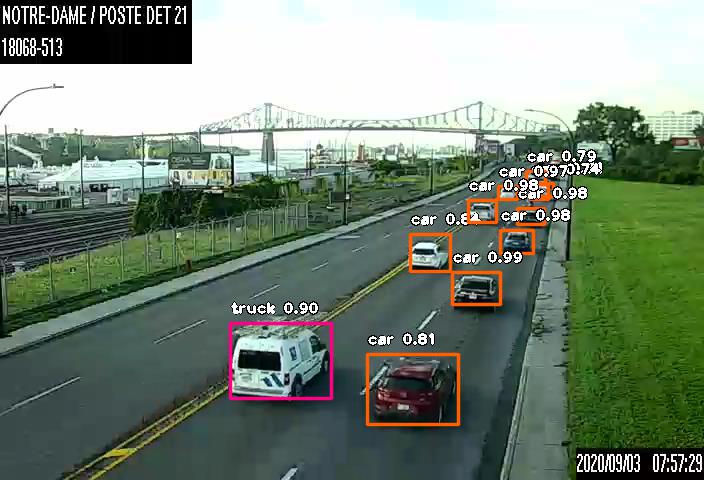 NOTRE-DAME / POSTE DET 21
18068-513
car 0.79
car 0.97
car 0.98
car 0.98
car 0.98
car 0.99
truck 0.90
car 0.81
2020/09/03 07:57:29